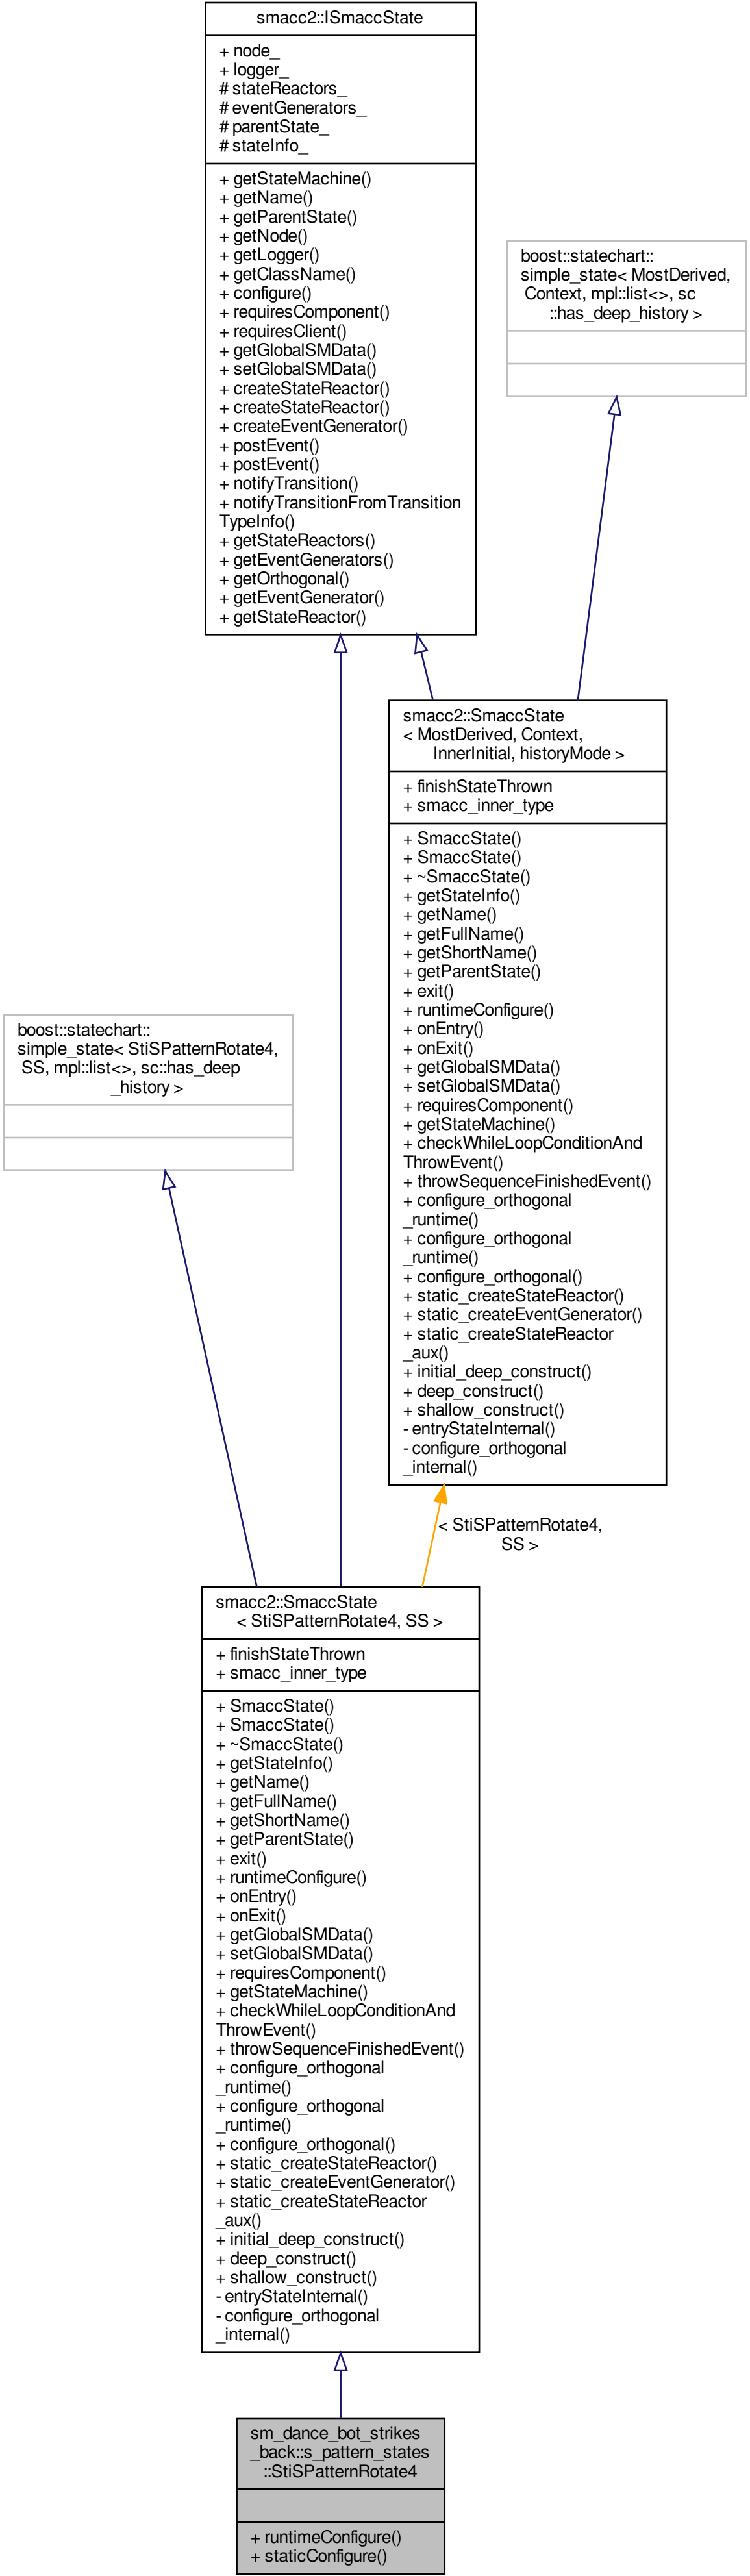 smacc2::ISmaccState
+ node_
+ logger_
# stateReactors_
# eventGenerators_
# parentState_
# stateInfo_
+ getStateMachine()
+ getName()
+ getParentState()
+ getNode()
+ getLogger()
+ getClassName()
+ configure()
+ requiresComponent()
+ requiresClient()
+ getGlobalSMData()
+ setGlobalSMData()
+ createStateReactor()
+ createStateReactor()
+ createEventGenerator()
+ postEvent()
+ postEvent()
+ notifyTransition()
+ notifyTransitionFromTransition
TypeInfo()
+ getStateReactors()
+ getEventGenerators()
+ getOrthogonal()
+ getEventGenerator()
+ getStateReactor()
boost::statechart::
simple_state< MostDerived,
Context, mpl::list<>, sc
::has_deep_history >
smacc2::SmaccState
< MostDerived, Context,
InnerInitial, historyMode >
+ finishStateThrown
+ smacc_inner_type
+ SmaccState()
+ SmaccState()
+ ~SmaccState()
+ getStateInfo()
+ getName()
+ getFullName()
+ getShortName()
+ getParentState()
+ exit()
+ runtimeConfigure()
+ onEntry()
+ onExit()
+ getGlobalSMData()
+ setGlobalSMData()
+ requiresComponent()
+ getStateMachine()
+ checkWhileLoopConditionAnd
ThrowEvent()
+ throwSequenceFinishedEvent()
+ configure_orthogonal
_runtime()
+ configure_orthogonal
_runtime()
+ configure_orthogonal()
+ static_createStateReactor()
+ static_createEventGenerator()
+ static_createStateReactor
_aux()
+ initial_deep_construct()
+ deep_construct()
+ shallow_construct()
- entryStateInternal()
- configure_orthogonal
_internal()
boost::statechart::
simple_state< StiSPatternRotate4,
SS, mpl::list<>, sc::has_deep
_history >
< StiSPatternRotate4,
SS >
smacc2::SmaccState
< StiSPatternRotate4, SS >
+ finishStateThrown
+ smacc_inner_type
+ SmaccState()
+ SmaccState()
+ ~SmaccState()
+ getStateInfo()
+ getName()
+ getFullName()
+ getShortName()
+ getParentState()
+ exit()
+ runtimeConfigure()
+ onEntry()
+ onExit()
+ getGlobalSMData()
+ setGlobalSMData()
+ requiresComponent()
+ getStateMachine()
+ checkWhileLoopConditionAnd
ThrowEvent()
+ throwSequenceFinishedEvent()
+ configure_orthogonal
_runtime()
+ configure_orthogonal
_runtime()
+ configure_orthogonal()
+ static_createStateReactor()
+ static_createEventGenerator()
+ static_createStateReactor
_aux()
+ initial_deep_construct()
+ deep_construct()
+ shallow_construct()
- entryStateInternal()
- configure_orthogonal
_internal()
sm_dance_bot_strikes
_back::s_pattern_states
::StiSPatternRotate4
+ runtimeConfigure()
+ staticConfigure()